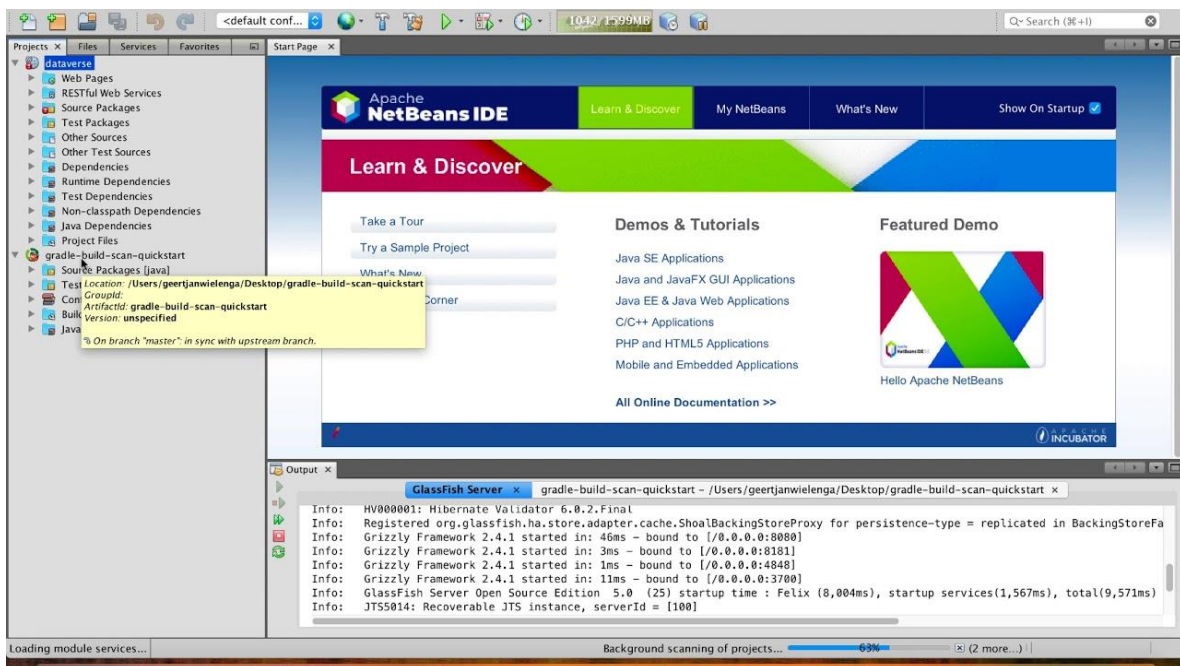 <default conf...
1042/1599MB
Search (⌘+I)
Projects
Files
Services
Favorites
Start Page
dataverse
Web Pages
RESTful Web Services
Source Packages
Test Packages
Other Sources
Other Test Sources
Dependencies
Runtime Dependencies
Test Dependencies
Non-classpath Dependencies
Java Dependencies
Project Files
gradle-build-scan-quickstart
Source Packages [java]
Test
Conf
Build
Java
Location: /Users/geertjanwielenga/Desktop/gradle-build-scan-quickstart
GroupId:
ArtifactId: gradle-build-scan-quickstart
Version: unspecified
On branch "master": in sync with upstream branch.
Apache
NetBeans IDE
Learn & Discover
My NetBeans
What's New
Show On Startup
Learn & Discover
Take a Tour
Try a Sample Project
What's New
Corner
Demos & Tutorials
Java SE Applications
Java and JavaFX GUI Applications
Java EE & Java Web Applications
C/C++ Applications
PHP and HTML5 Applications
Mobile and Embedded Applications
All Online Documentation >>
Featured Demo
NetBeans IDE
Hello Apache NetBeans
APACHE
INCUBATOR
Output
GlassFish Server
gradle-build-scan-quickstart - /Users/geertjanwielenga/Desktop/gradle-build-scan-quickstart
Info: HV000001: Hibernate Validator 6.0.2.Final
Info: Registered org.glassfish.ha.store.adapter.cache.ShoalBackingStoreProxy for persistence-type = replicated in BackingStoreFa
Info: Grizzly Framework 2.4.1 started in: 46ms - bound to [/0.0.0.0:8080]
Info: Grizzly Framework 2.4.1 started in: 3ms - bound to [/0.0.0.0:8181]
Info: Grizzly Framework 2.4.1 started in: 1ms - bound to [/0.0.0.0:4848]
Info: Grizzly Framework 2.4.1 started in: 11ms - bound to [/0.0.0.0:3700]
Info: GlassFish Server Open Source Edition 5.0 (25) startup time : Felix (8,004ms), startup services(1,567ms), total(9,571ms)
Info: JTS5014: Recoverable JTS instance, serverId = [100]
Loading module services...
Background scanning of projects...
63%
(2 more...)